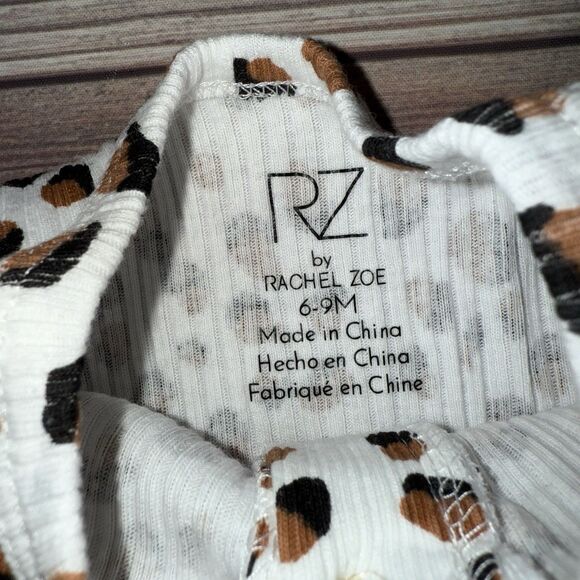 RZ
by
RACHEL ZOE
6-9M
Made in China
Hecho en China
Fabriqué en Chine